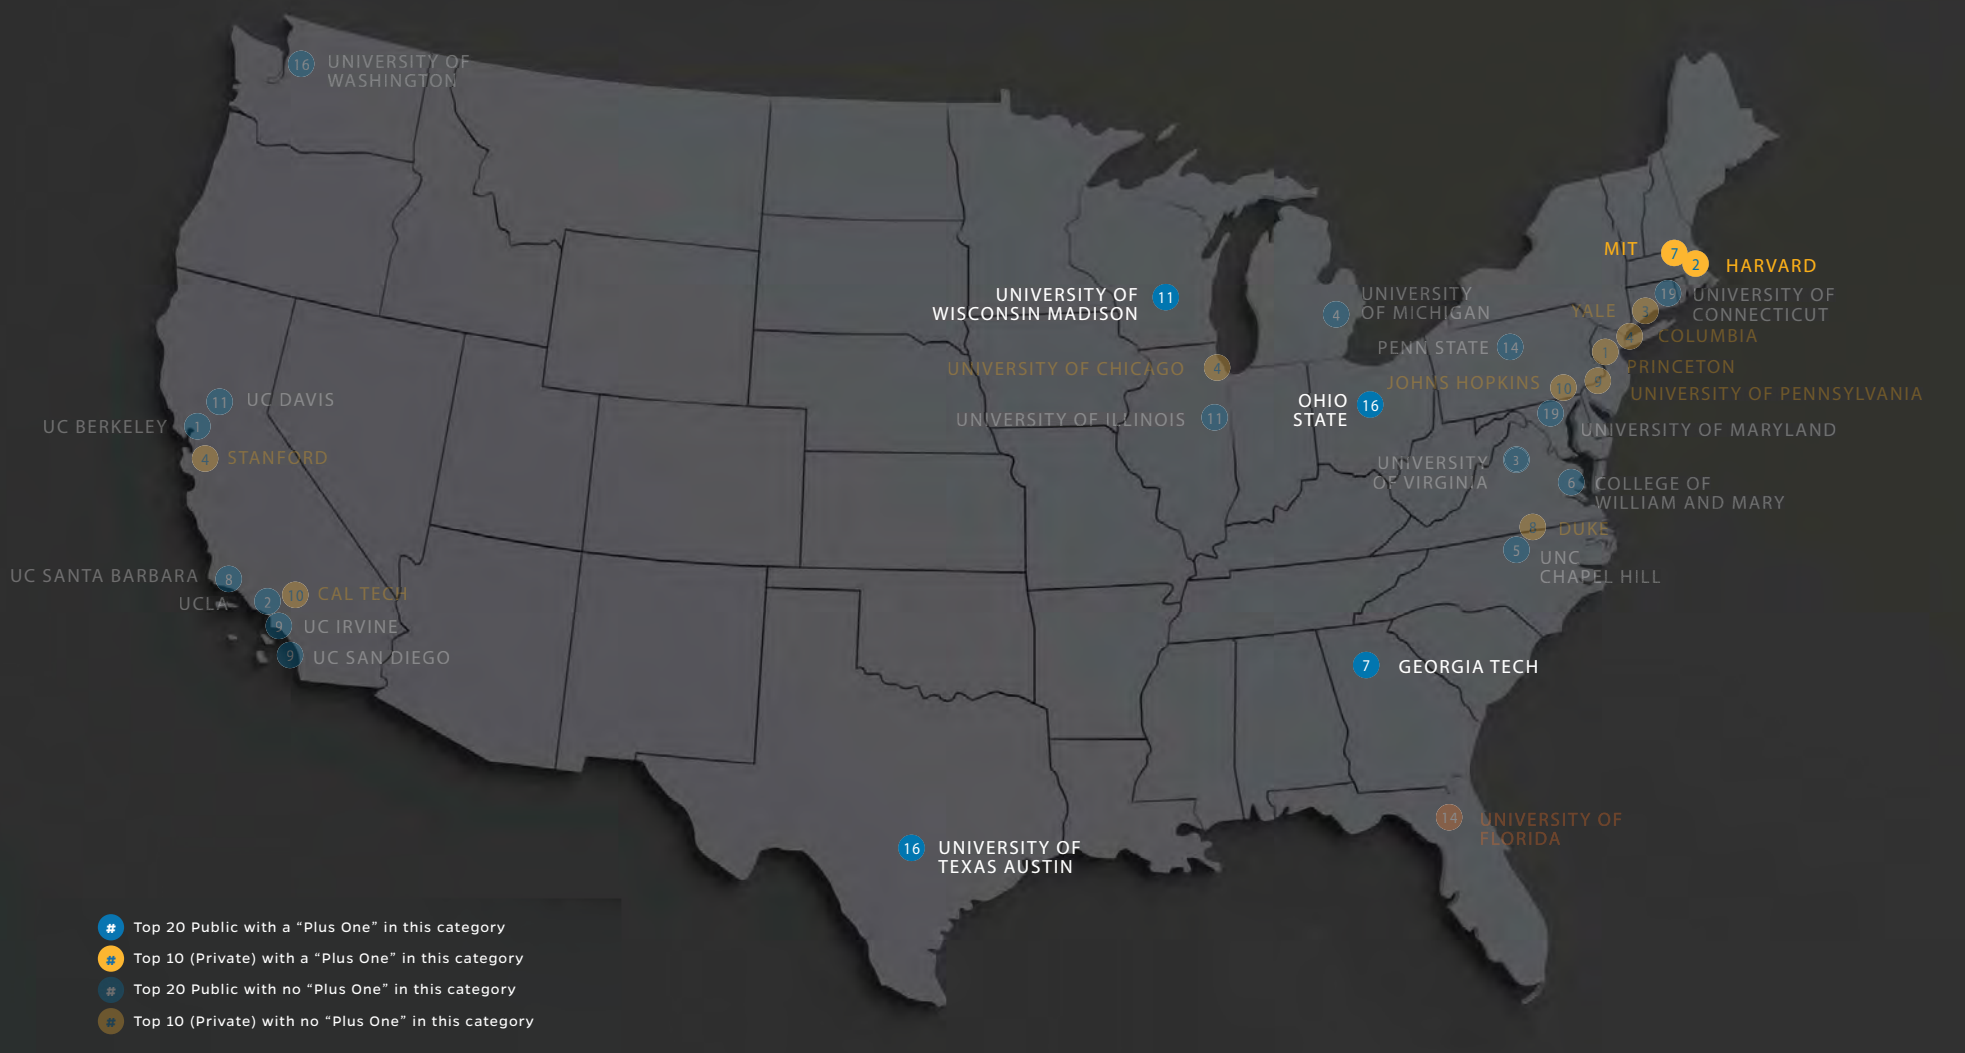 16 UNIVERSITY OF
WASHINGTON
MIT 7
2 HARVARD
UNIVERSITY OF
WISCONSIN MADISON 11
4 UNIVERSITY
OF MICHIGAN
19 UNIVERSITY OF
CONNECTICUT
YALE 3
COLUMBIA
PENN STATE 14
1 PRINCETON
UNIVERSITY OF CHICAGO 4
JOHNS HOPKINS 10
9 UNIVERSITY OF PENNSYLVANIA
11 UC DAVIS
OHIO
STATE 16
UNIVERSITY OF ILLINOIS 11
19 UNIVERSITY OF MARYLAND
UC BERKELEY 1
4 STANFORD
UNIVERSITY
OF VIRGINIA 3
6 COLLEGE OF
WILLIAM AND MARY
8 DUKE
5 UNC
CHAPEL HILL
UC SANTA BARBARA 8
UCLA 2
10 CAL TECH
9 UC IRVINE
9 UC SAN DIEGO
7 GEORGIA TECH
14 UNIVERSITY OF
FLORIDA
16 UNIVERSITY OF
TEXAS AUSTIN
# Top 20 Public with a “Plus One” in this category
# Top 10 (Private) with a “Plus One” in this category
# Top 20 Public with no “Plus One” in this category
# Top 10 (Private) with no “Plus One” in this category